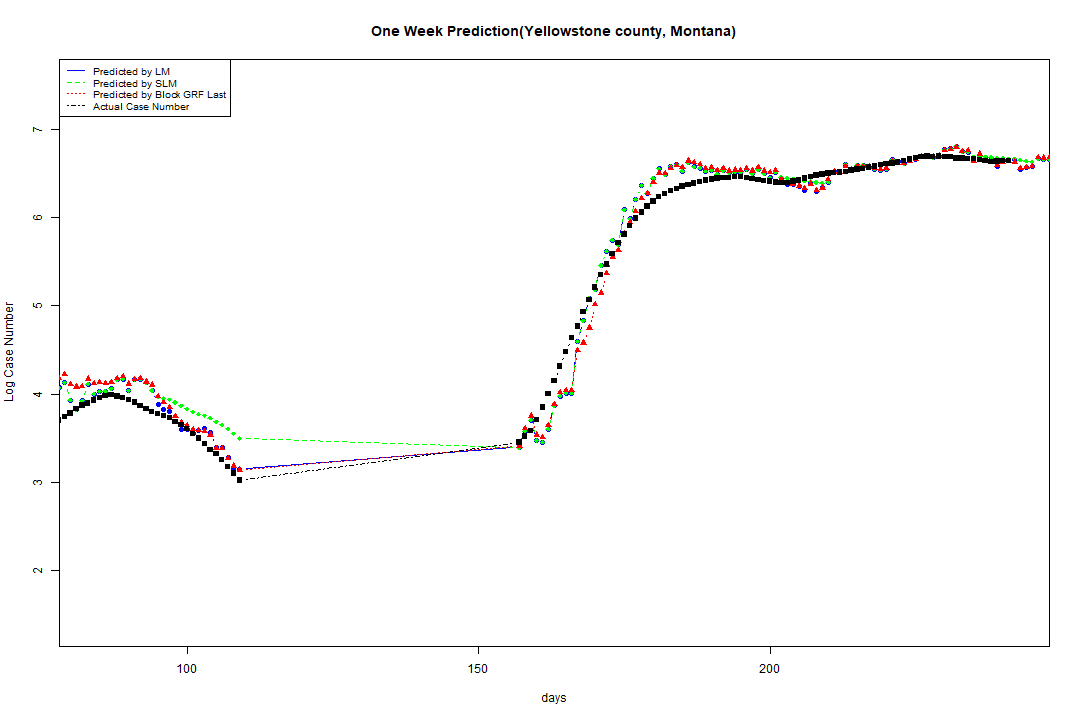 One Week Prediction(Yellowstone county, Montana)
Predicted by LM
Predicted by SLM
Predicted by Block GRF Last
Actual Case Number
7
6
5
4
3
2
Log Case Number
100 150 200
days